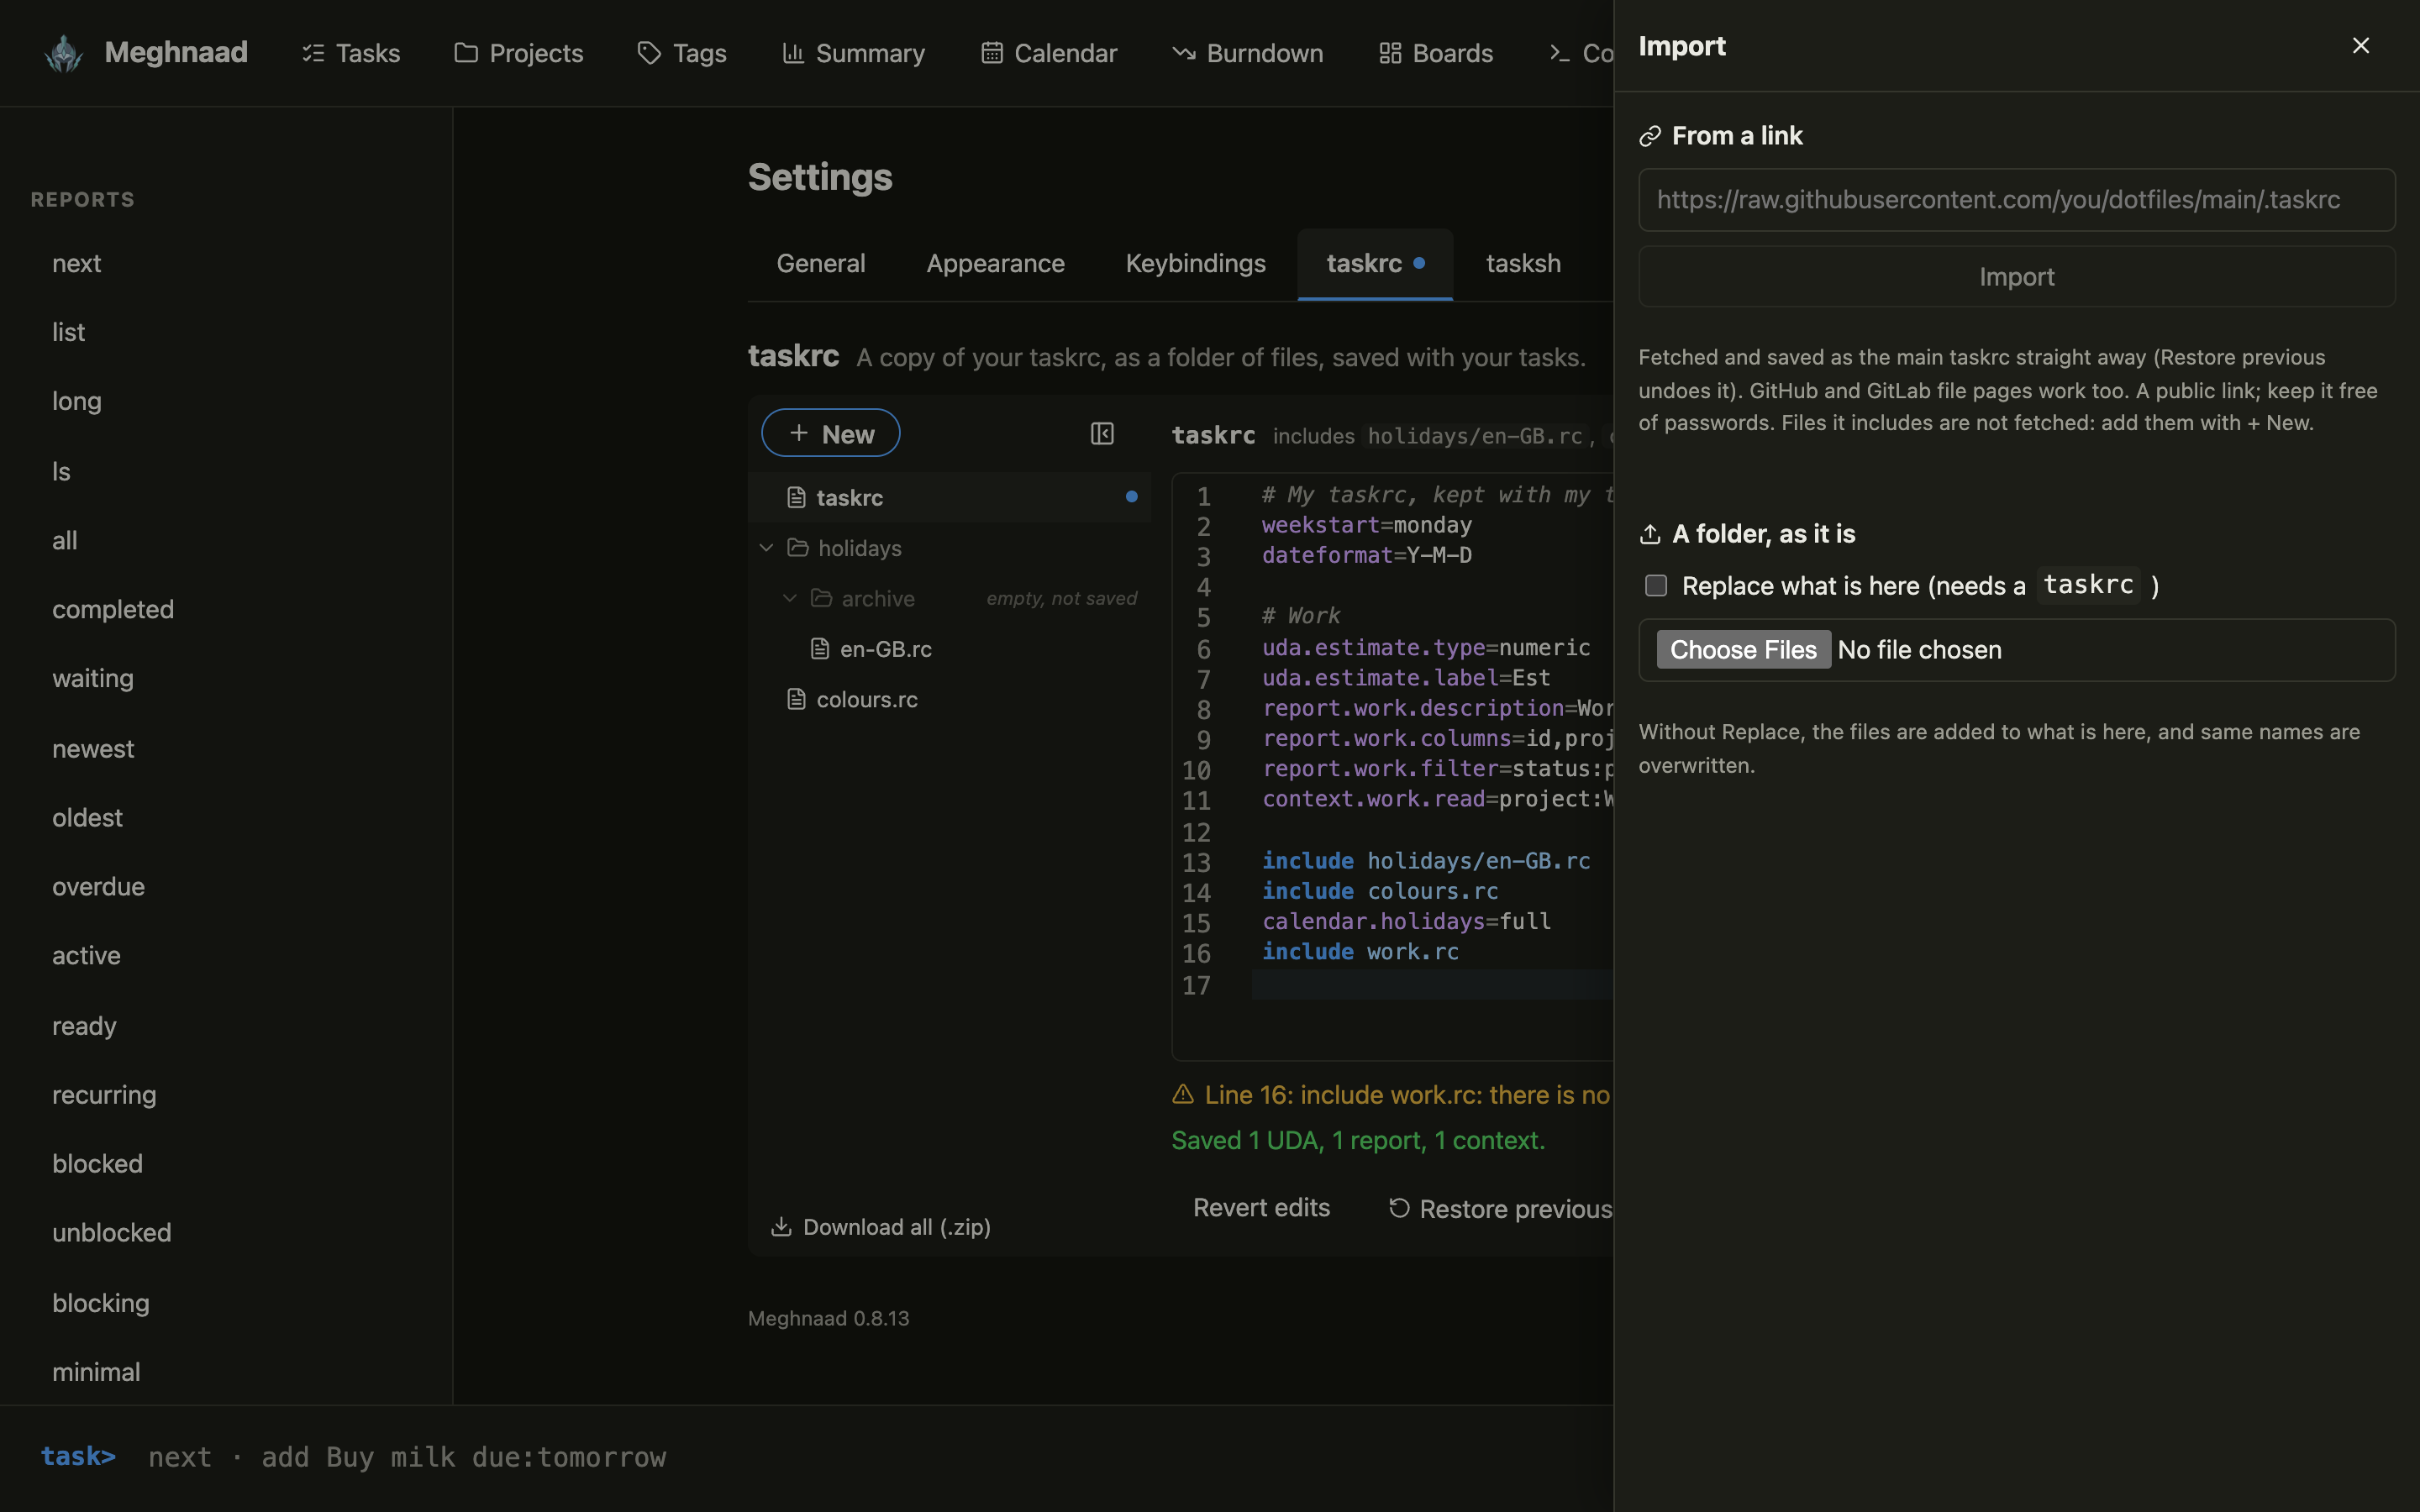 Meghnaad
Tasks
Projects
Tags
Summary
Calendar
Burndown
Boards
REPORTS
next
list
long
ls
all
completed
waiting
newest
oldest
overdue
active
ready
recurring
blocked
unblocked
blocking
minimal
Settings
General
Appearance
Keybindings
taskrc
tasksh
taskrc A copy of your taskrc, as a folder of files, saved with your tasks.
+ New
taskrc
holidays
archive empty, not saved
en-GB.rc
colours.rc
Download all (.zip)
taskrc includes holidays/en-GB.rc,
1 # My taskrc, kept with my
2 weekstart=monday
3 dateformat=Y-M-D
4
5 # Work
6 uda.estimate.type=numeric
7 uda.estimate.label=Est
8 report.work.description=Wor
9 report.work.columns=id,proj
10 report.work.filter=status:p
11 context.work.read=project:W
12
13 include holidays/en-GB.rc
14 include colours.rc
15 calendar.holidays=full
16 include work.rc
17
Line 16: include work.rc: there is no
Saved 1 UDA, 1 report, 1 context.
Revert edits
Restore previous
Meghnaad 0.8.13
task> next · add Buy milk due:tomorrow
Import
From a link
https://raw.githubusercontent.com/you/dotfiles/main/.taskrc
Import
Fetched and saved as the main taskrc straight away (Restore previous
undoes it). GitHub and GitLab file pages work too. A public link; keep it free
of passwords. Files it includes are not fetched: add them with + New.
A folder, as it is
Replace what is here (needs a taskrc )
Choose Files No file chosen
Without Replace, the files are added to what is here, and same names are
overwritten.